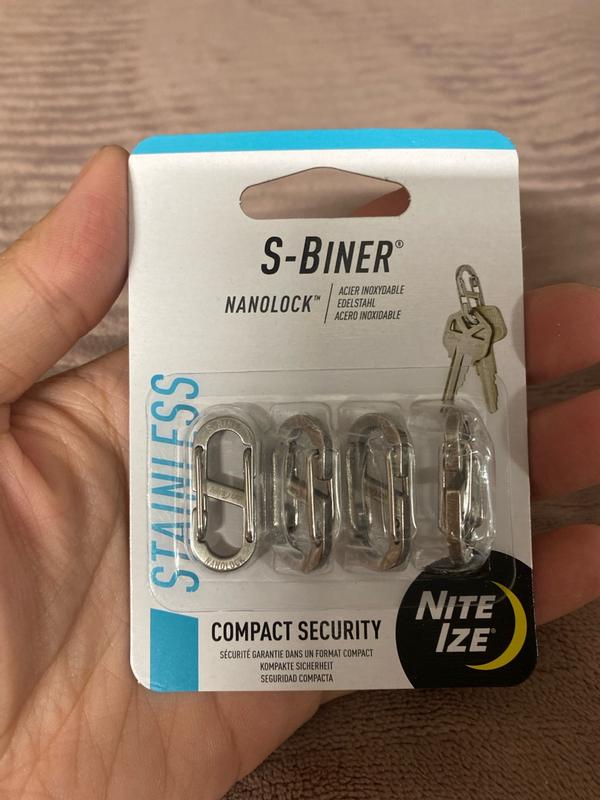 S-BINER®
NANOLOCK™
ACIER INOXYDABLE
EDELSTAHL
ACERO INOXIDABLE
STAINLESS
NANOLOCK
COMPACT SECURITY
SÉCURITÉ GARANTIE DANS UN FORMAT COMPACT
KOMPAKTE SICHERHEIT
SEGURIDAD COMPACTA
NITE
IZE®